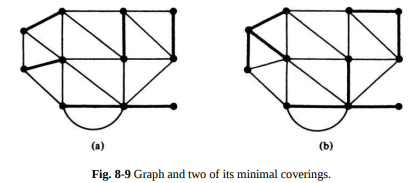 (a) (b)
Fig. 8-9 Graph and two of its minimal coverings.